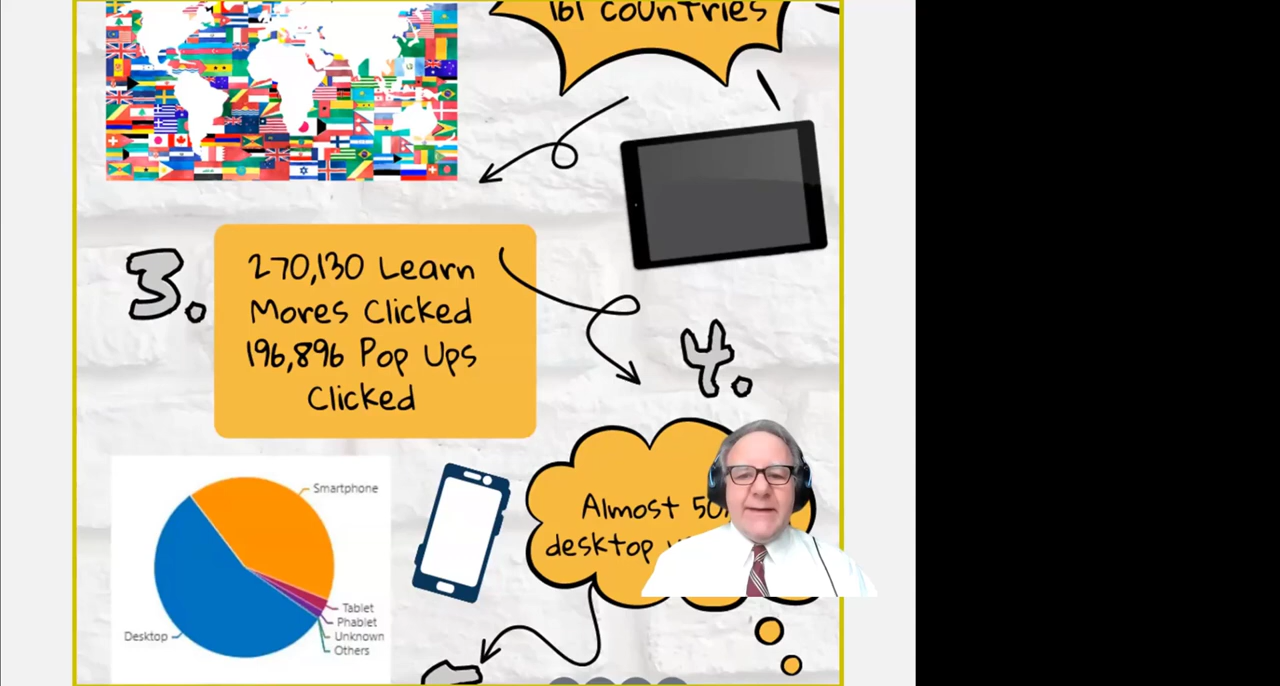 161 countries
3.
270,130 Learn
Mores Clicked
196,896 Pop Ups
Clicked
4.
Almost
desktop
Smartphone
Tablet
Phablet
Unknown
Others
Desktop